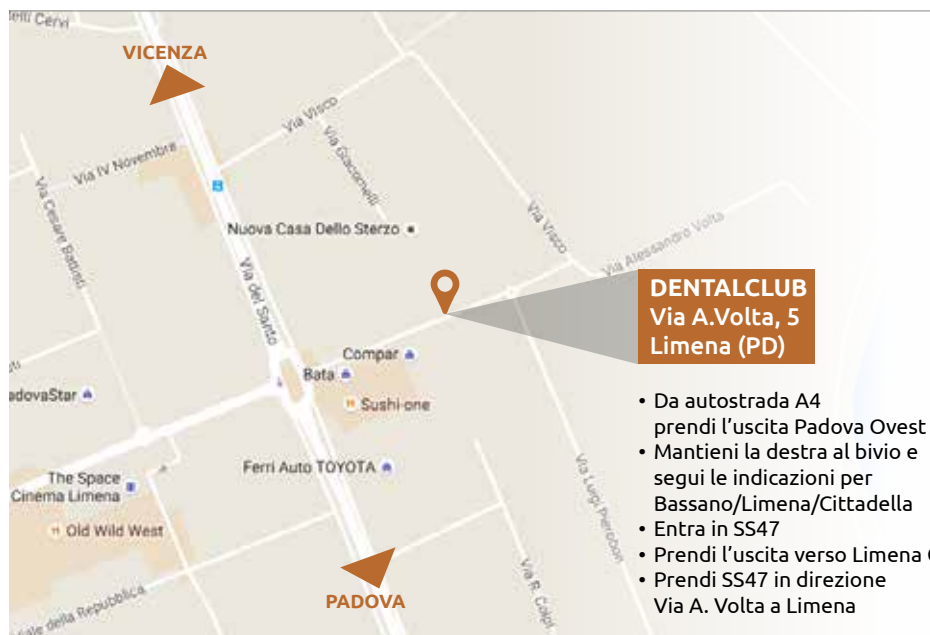 VICENZA
Via Visco
Via IV Novembre
Via Giacomelli
Via Cesare Battisti
Nuova Casa Dello Sterzo
Via Visco
Via Alessandro Volta
Via del Santo
DENTALCLUB
Via A.Volta, 5
Limena (PD)
Compar
Bata
Sushi-one
adovaStar
Ferri Auto TOYOTA
The Space
Cinema Limena
Old Wild West
Via Luigi Pierobon
Via R. Colpi
PADOVA
ale della Repubblica
• Da autostrada A4
prendi l’uscita Padova Ovest
• Mantieni la destra al bivio e
segui le indicazioni per
Bassano/Limena/Cittadella
• Entra in SS47
• Prendi l’uscita verso Limena
• Prendi SS47 in direzione
Via A. Volta a Limena